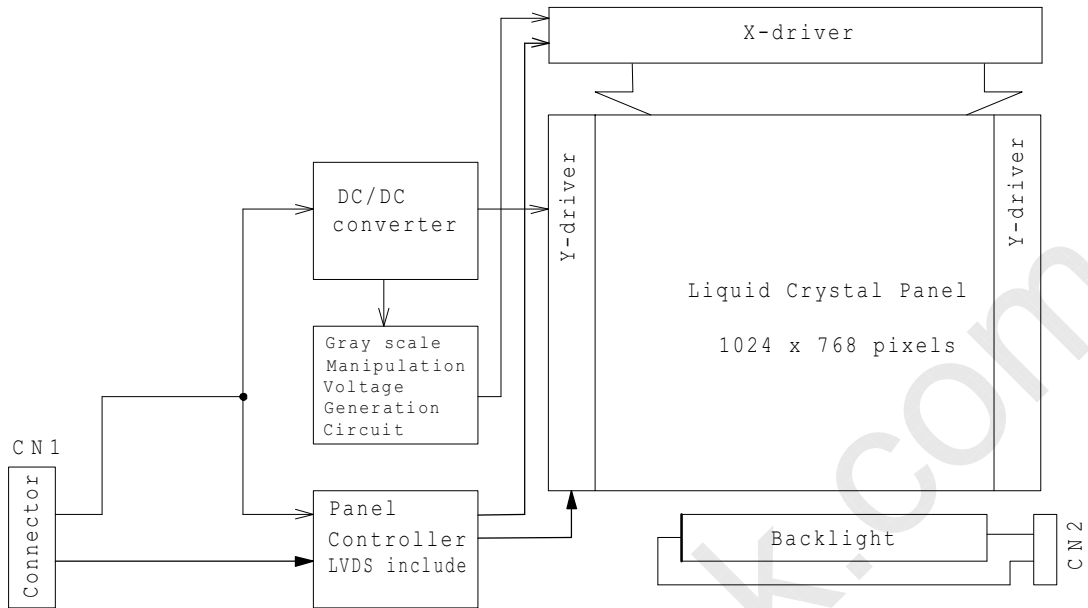 X-driver
Y-driver
Y-driver
DC/DC
converter
Liquid Crystal Panel
1024 x 768 pixels
Gray scale
Manipulation
Voltage
Generation
Circuit
CN1
Connector
Panel
Controller
LVDS include
Backlight
CN2
k.com